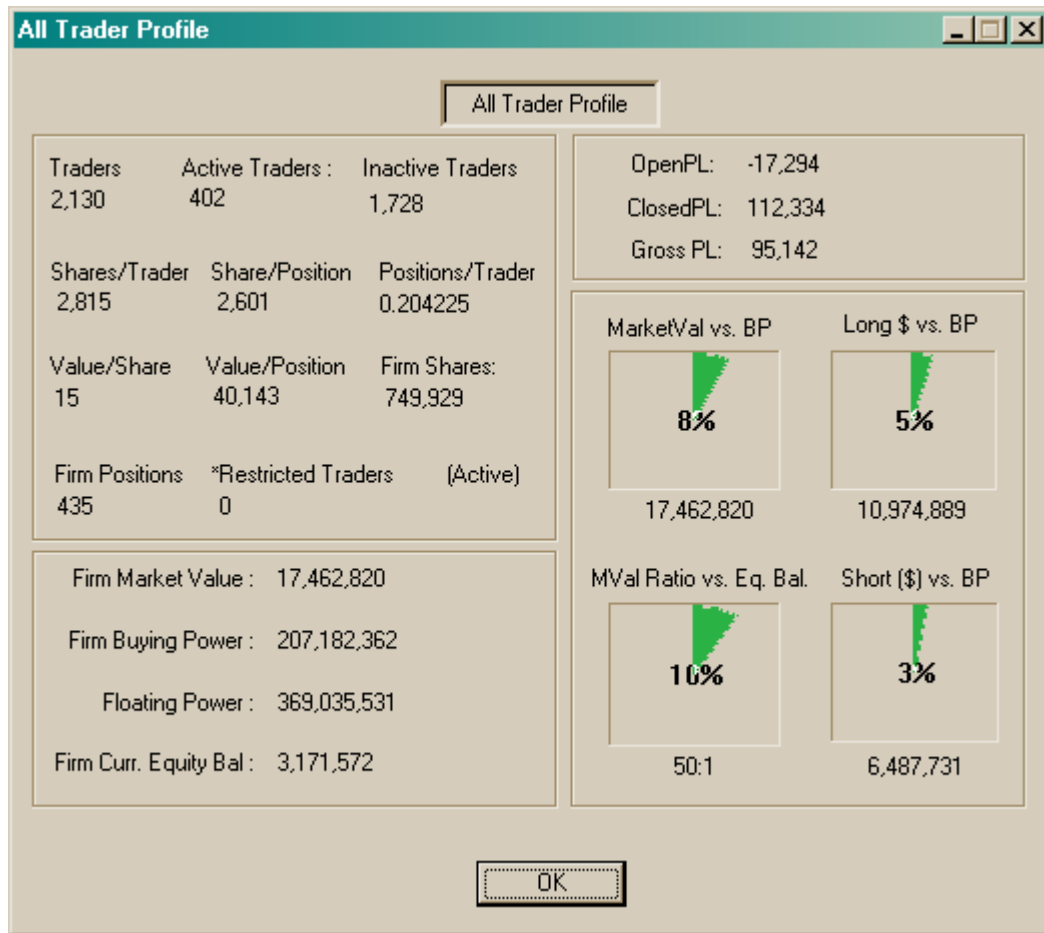 All Trader Profile
All Trader Profile
Traders Active Traders : Inactive Traders
2,130 402 1,728
Shares/Trader Share/Position Positions/Trader
2,815 2,601 0.204225
Value/Share Value/Position Firm Shares:
15 40,143 749,929
Firm Positions *Restricted Traders (Active)
435 0
OpenPL: -17,294
ClosedPL: 112,334
Gross PL: 95,142
Firm Market Value : 17,462,820
Firm Buying Power : 207,182,362
Floating Power : 369,035,531
Firm Curr. Equity Bal : 3,171,572
MarketVal vs. BP Long $ vs. BP
8% 5%
17,462,820 10,974,889
MVal Ratio vs. Eq. Bal. Short ($) vs. BP
10% 3%
50:1 6,487,731
OK